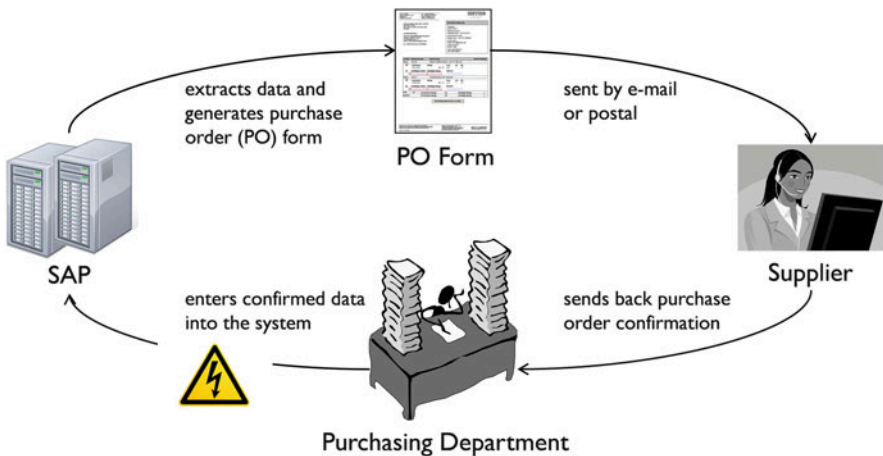 extracts data and
generates purchase
order (PO) form
sent by e-mail
or postal
PO Form
SAP
Supplier
enters confirmed data
into the system
sends back purchase
order confirmation
Purchasing Department